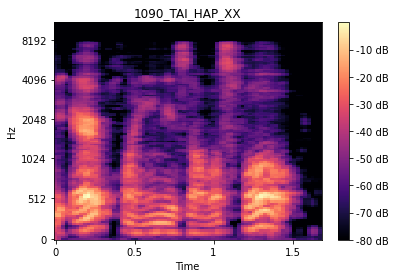 1090_TAI_HAP_XX
Hz
8192
4096
2048
1024
512
0
0
0.5
1
1.5
Time
-10 dB
-20 dB
-30 dB
-40 dB
-50 dB
-60 dB
-70 dB
-80 dB